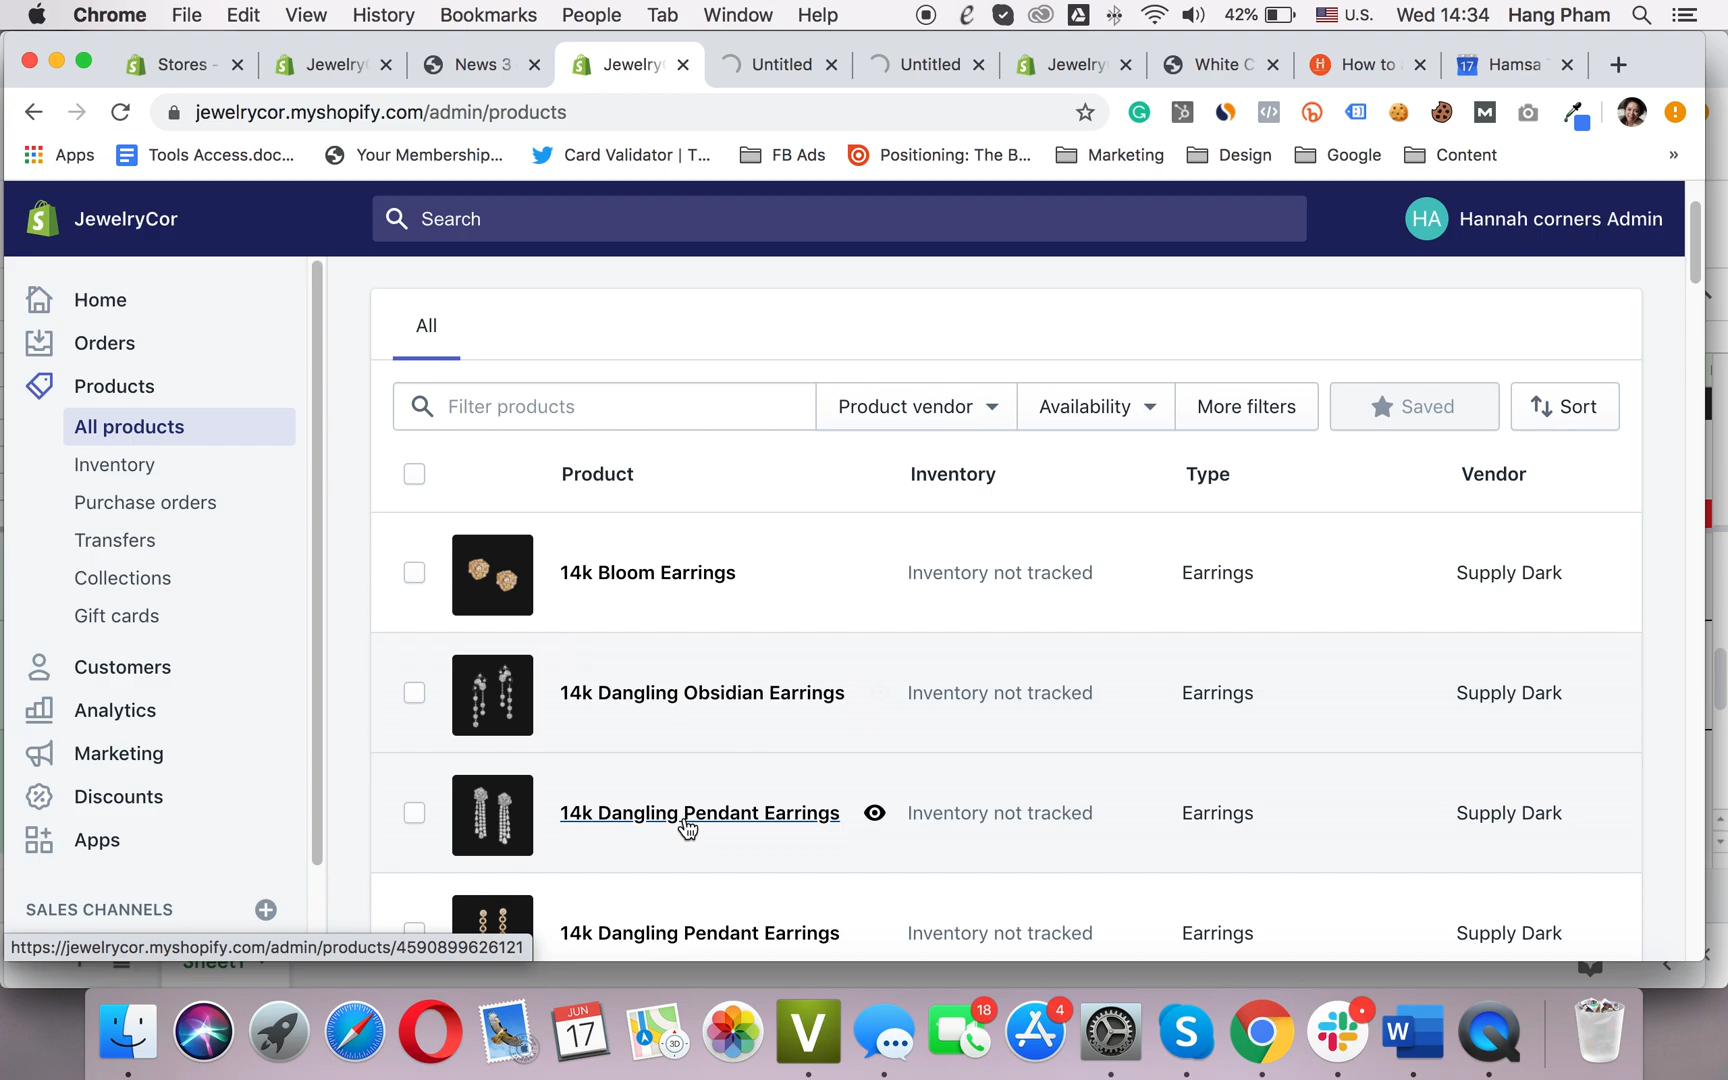 Chrome File Edit View History Bookmarks People Tab Window Help 42% U.S. Wed 14:34 Hang Pham
Stores - Jewelry News 3 Jewelry Untitled Untitled Jewelry White C How to 17 Hamsa
jewelrycor.myshopify.com/admin/products
Apps Tools Access.doc... Your Membership... Card Validator | T... FB Ads Positioning: The B... Marketing Design Google Content »
JewelryCor Search HA Hannah corners Admin
Home
Orders
Products
All products
Inventory
Purchase orders
Transfers
Collections
Gift cards
Customers
Analytics
Marketing
Discounts
Apps
SALES CHANNELS
All
Filter products Product vendor Availability More filters Saved Sort
Product Inventory Type Vendor
14k Bloom Earrings Inventory not tracked Earrings Supply Dark
14k Dangling Obsidian Earrings Inventory not tracked Earrings Supply Dark
14k Dangling Pendant Earrings Inventory not tracked Earrings Supply Dark
14k Dangling Pendant Earrings Inventory not tracked Earrings Supply Dark
https://jewelrycor.myshopify.com/admin/products/4590899626121
Sheet1
JUN
17 3D V 18 4 S W